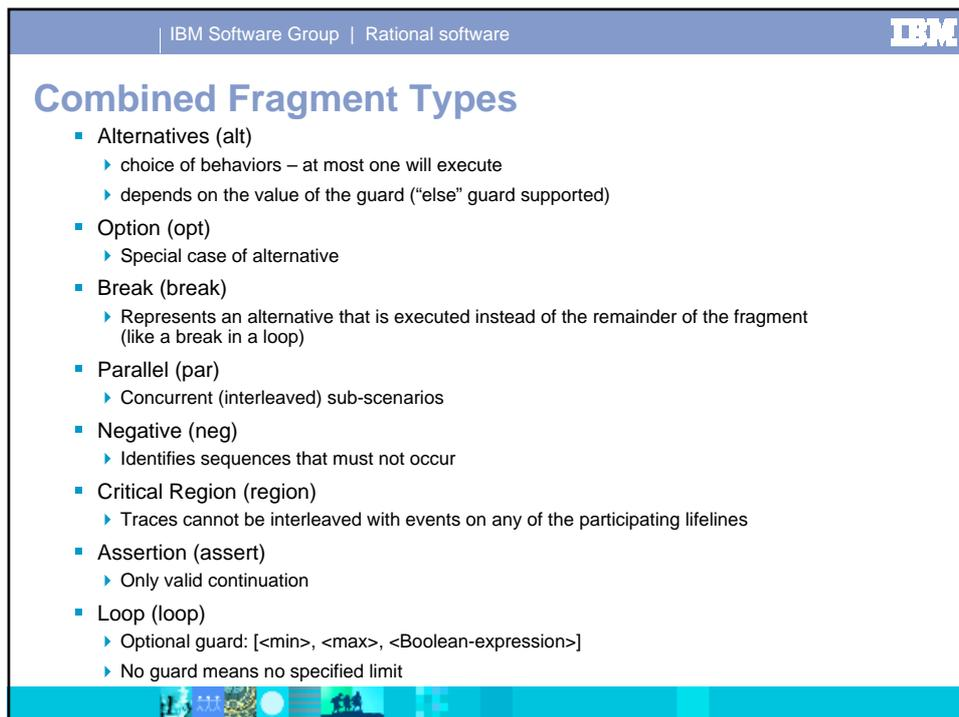 IBM Software Group | Rational software
IBM
Combined Fragment Types
Alternatives (alt)
choice of behaviors – at most one will execute
depends on the value of the guard (“else” guard supported)
Option (opt)
Special case of alternative
Break (break)
Represents an alternative that is executed instead of the remainder of the fragment
(like a break in a loop)
Parallel (par)
Concurrent (interleaved) sub-scenarios
Negative (neg)
Identifies sequences that must not occur
Critical Region (region)
Traces cannot be interleaved with events on any of the participating lifelines
Assertion (assert)
Only valid continuation
Loop (loop)
Optional guard: [<min>, <max>, <Boolean-expression>]
No guard means no specified limit